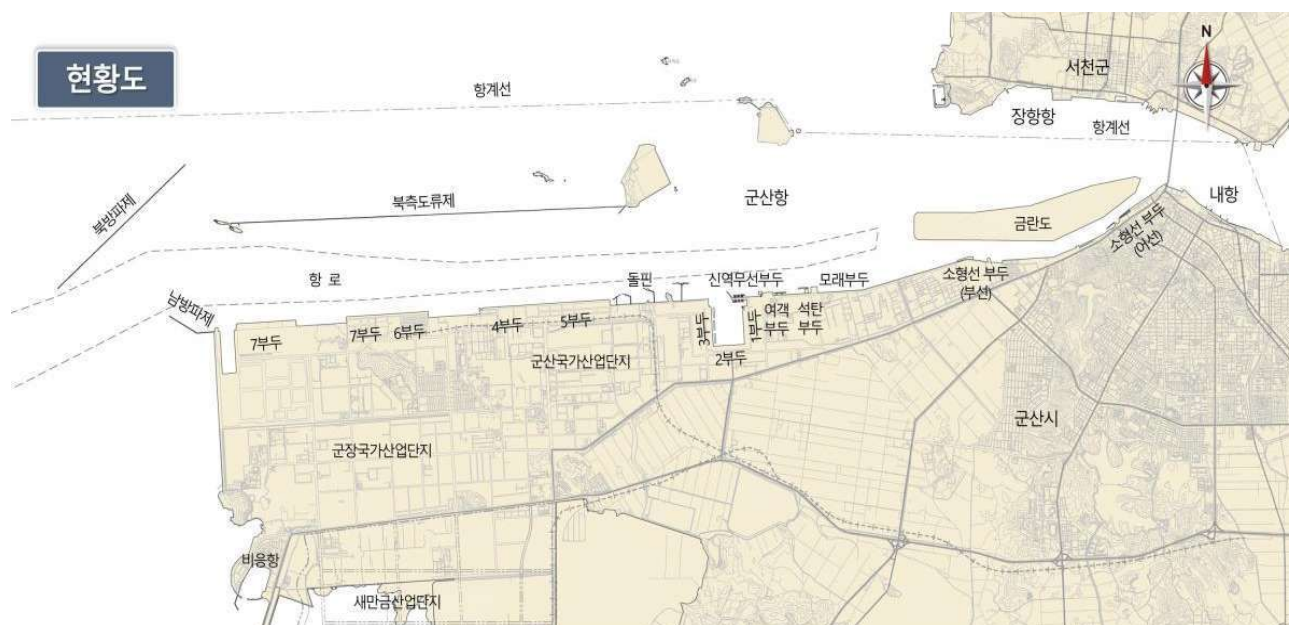 현황도
N
서천군
항계선
장항항
항계선
북방파제
북측도류제
군산항
내항
금란도
소형선 부두
(어선)
항 로
돌핀
신역무선부두
모래부두
소형선 부두
(부선)
남방파제
7부두
7부두
6부두
4부두
5부두
3부두
2부두
1부두
여객
부두
석탄
부두
군산국가산업단지
군산시
군장국가산업단지
비응항
새만금산업단지